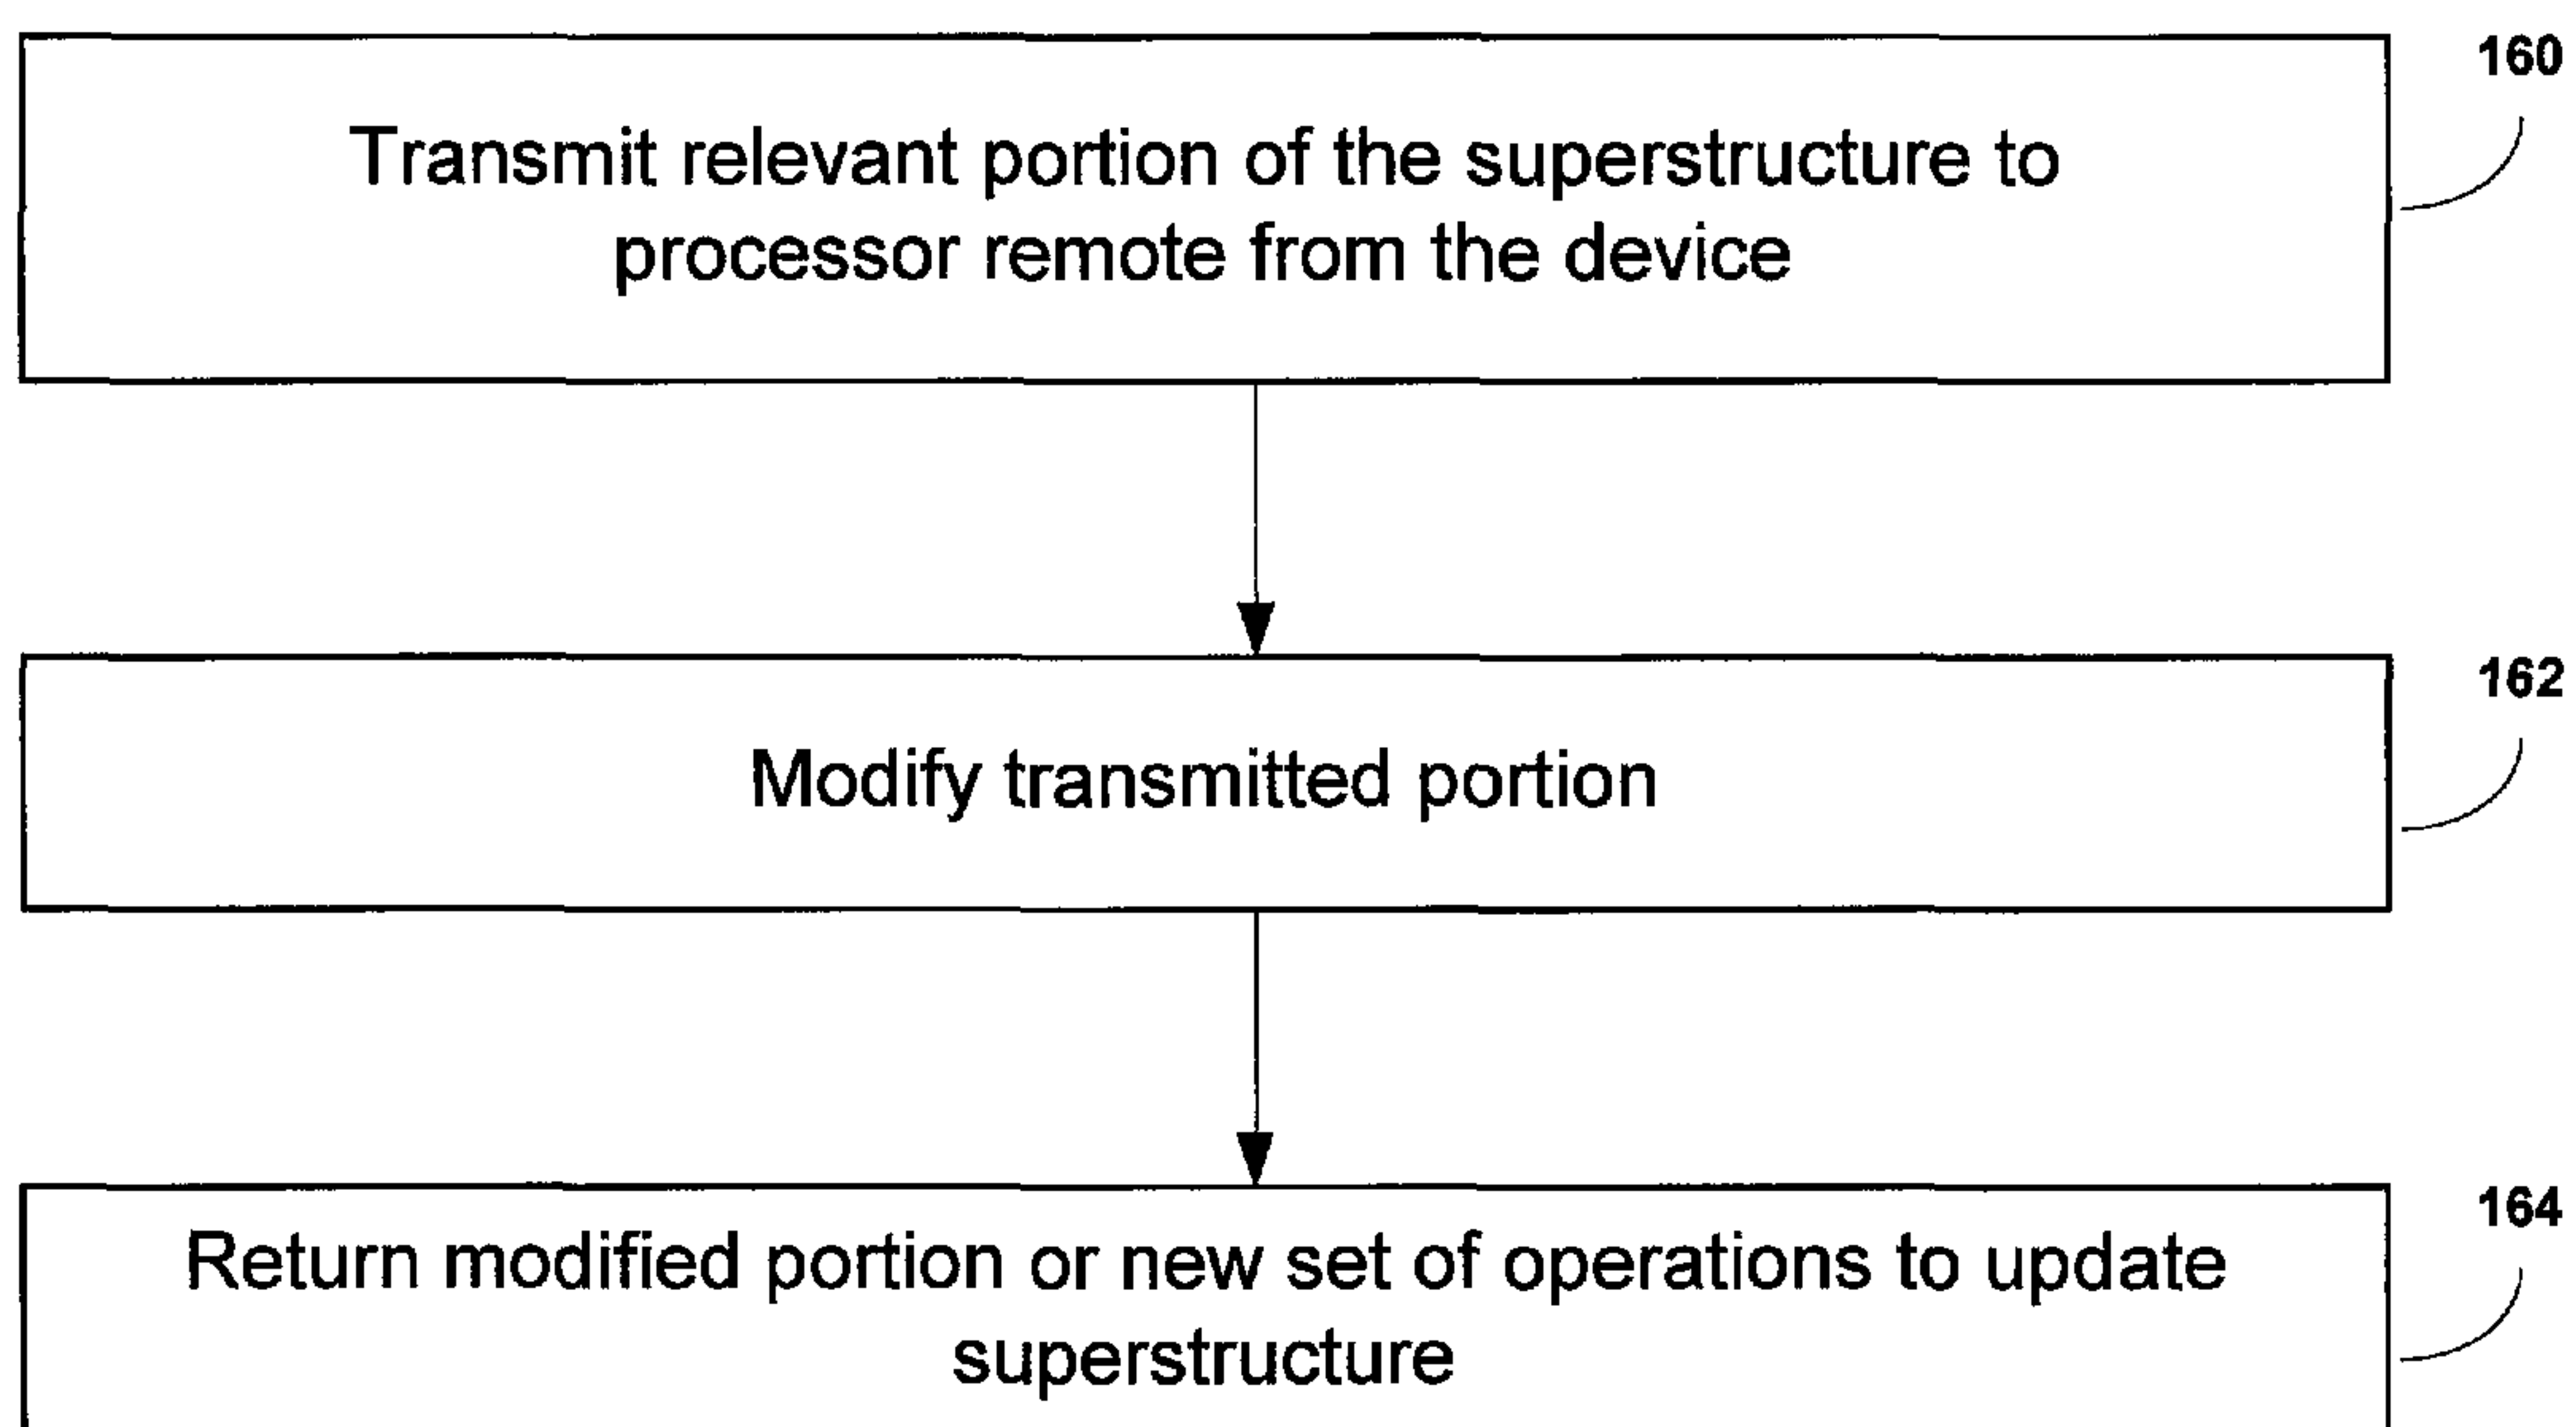 160
Transmit relevant portion of the superstructure to
processor remote from the device
162
Modify transmitted portion
164
Return modified portion or new set of operations to update
superstructure